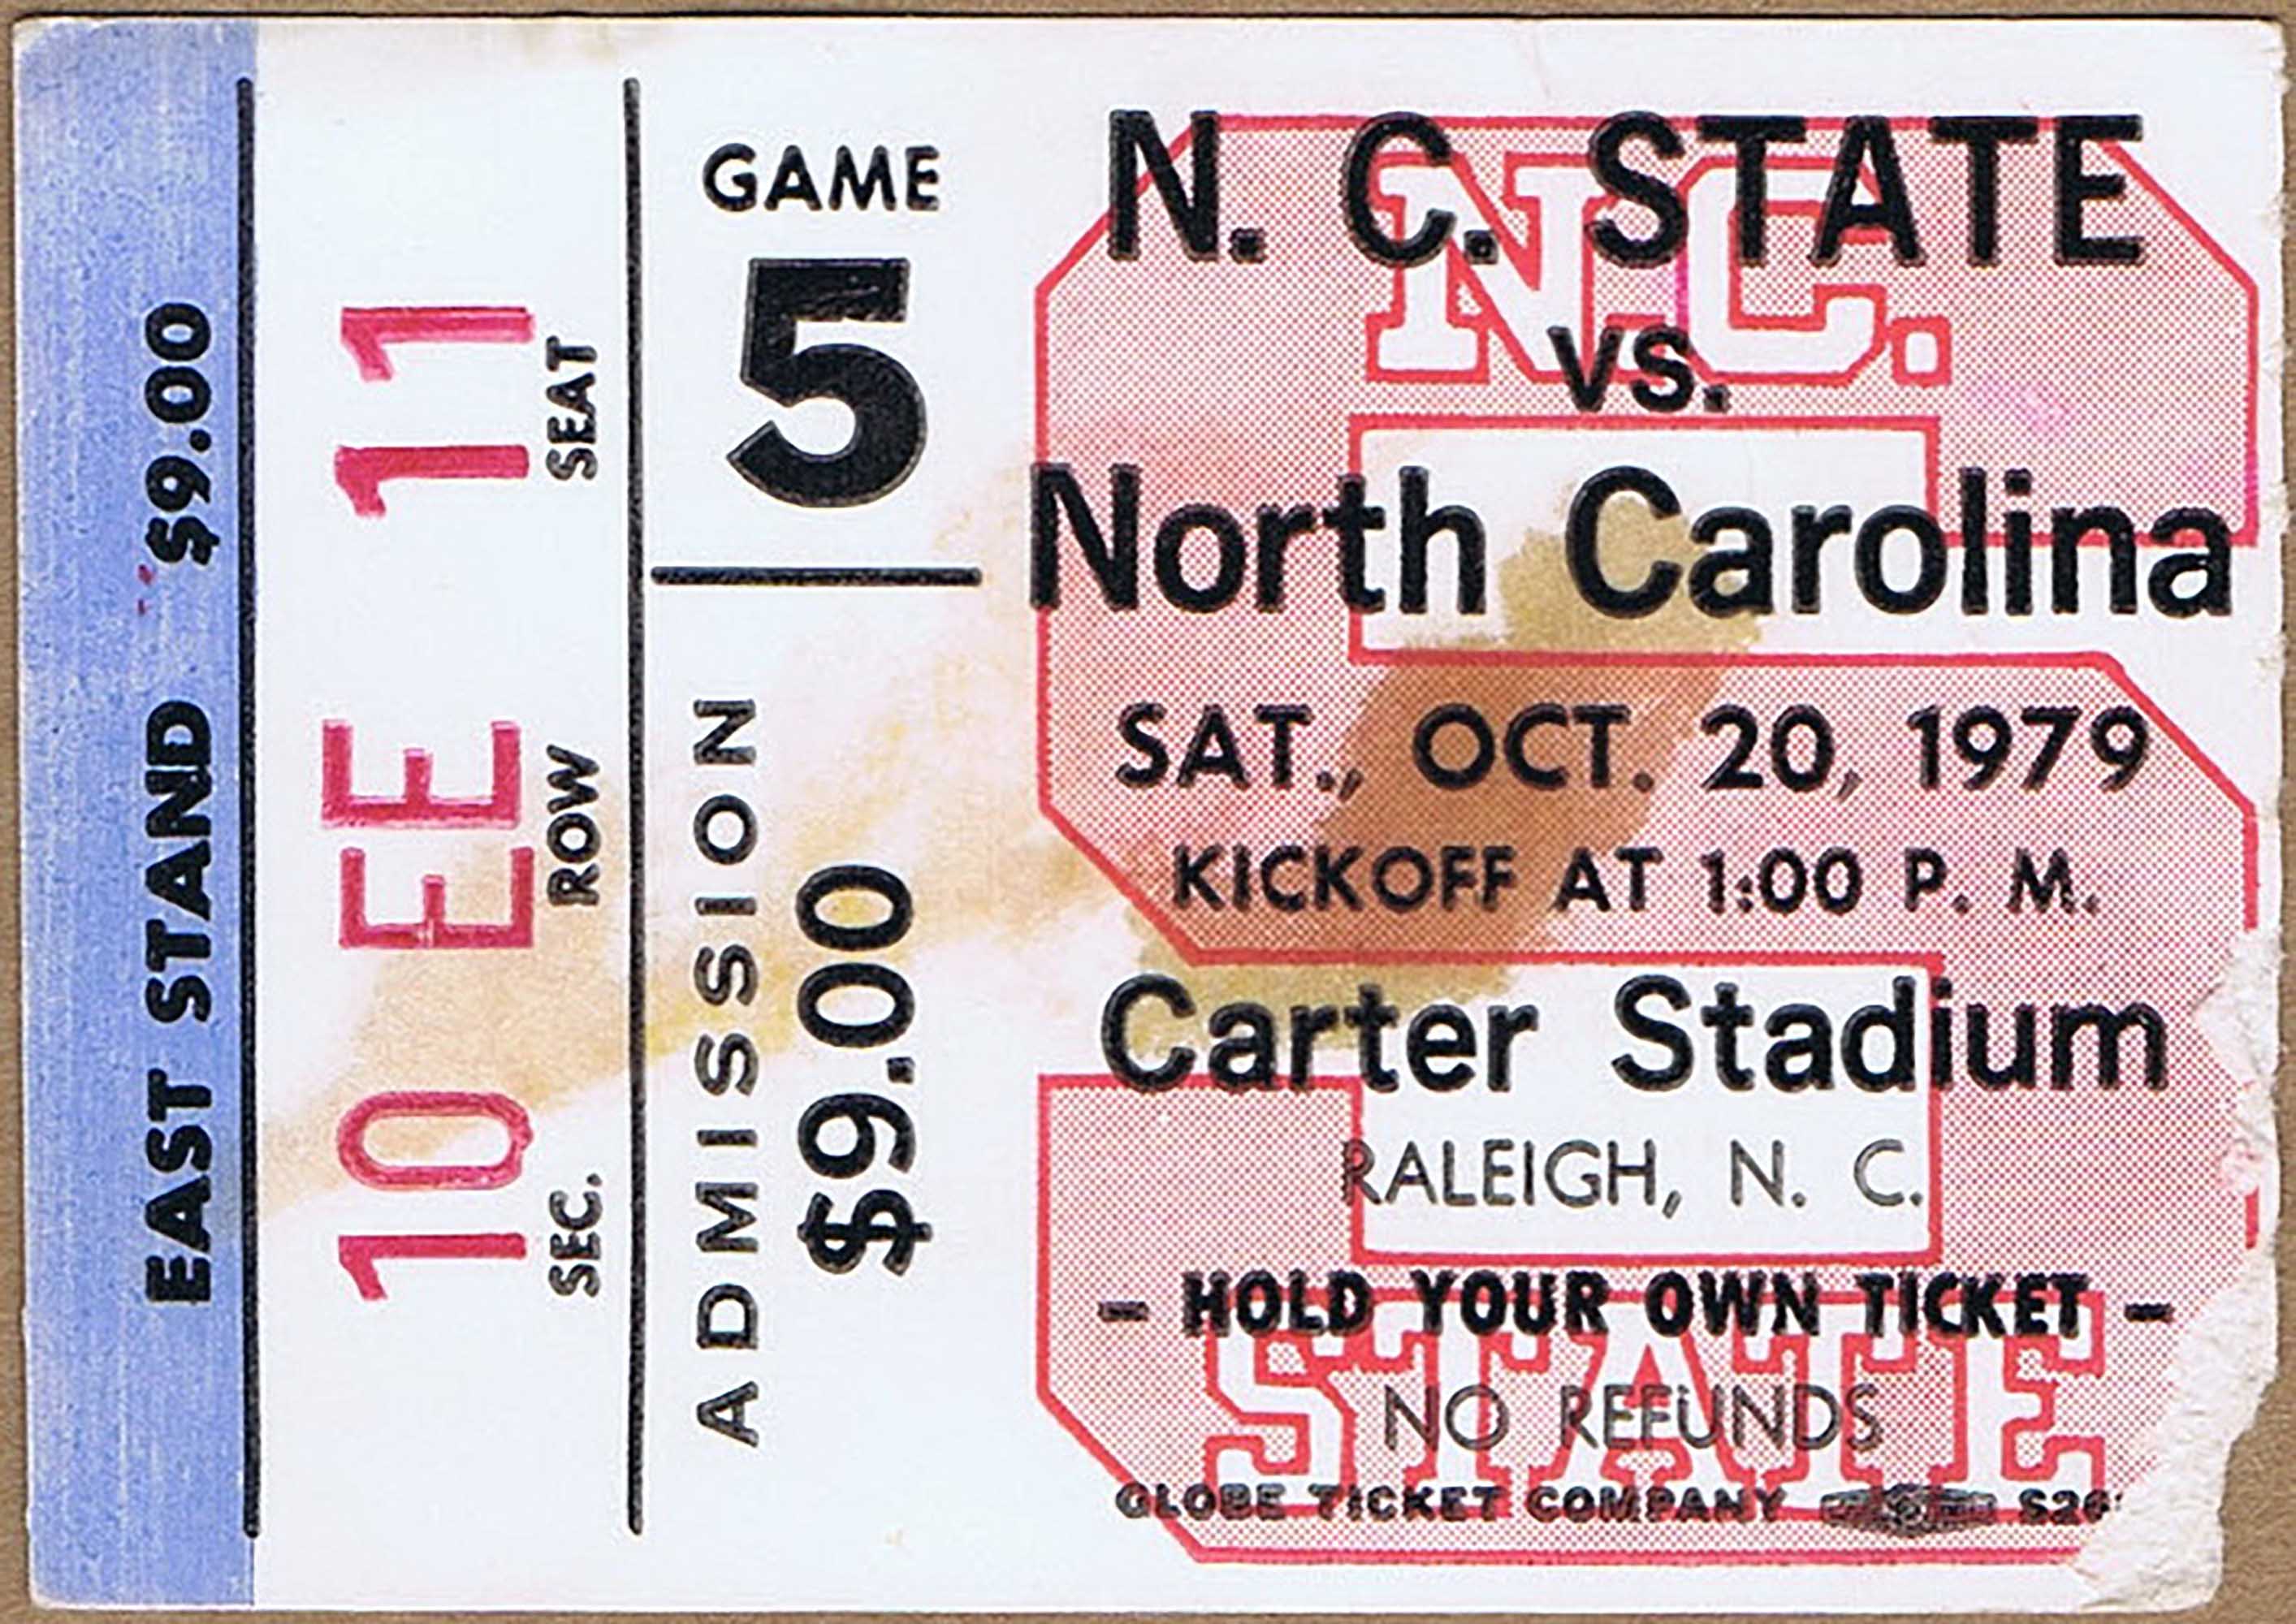 EAST STAND $9.00
10 EE 11
SEC. ROW SEAT
GAME
5
ADMISSION
$9.00
N.C.
N. C. STATE
vs.
North Carolina
SAT., OCT. 20, 1979
KICKOFF AT 1:00 P. M.
Carter Stadium
RALEIGH, N. C.
- HOLD YOUR OWN TICKET -
STATE
NO REFUNDS
GLOBE TICKET COMPANY